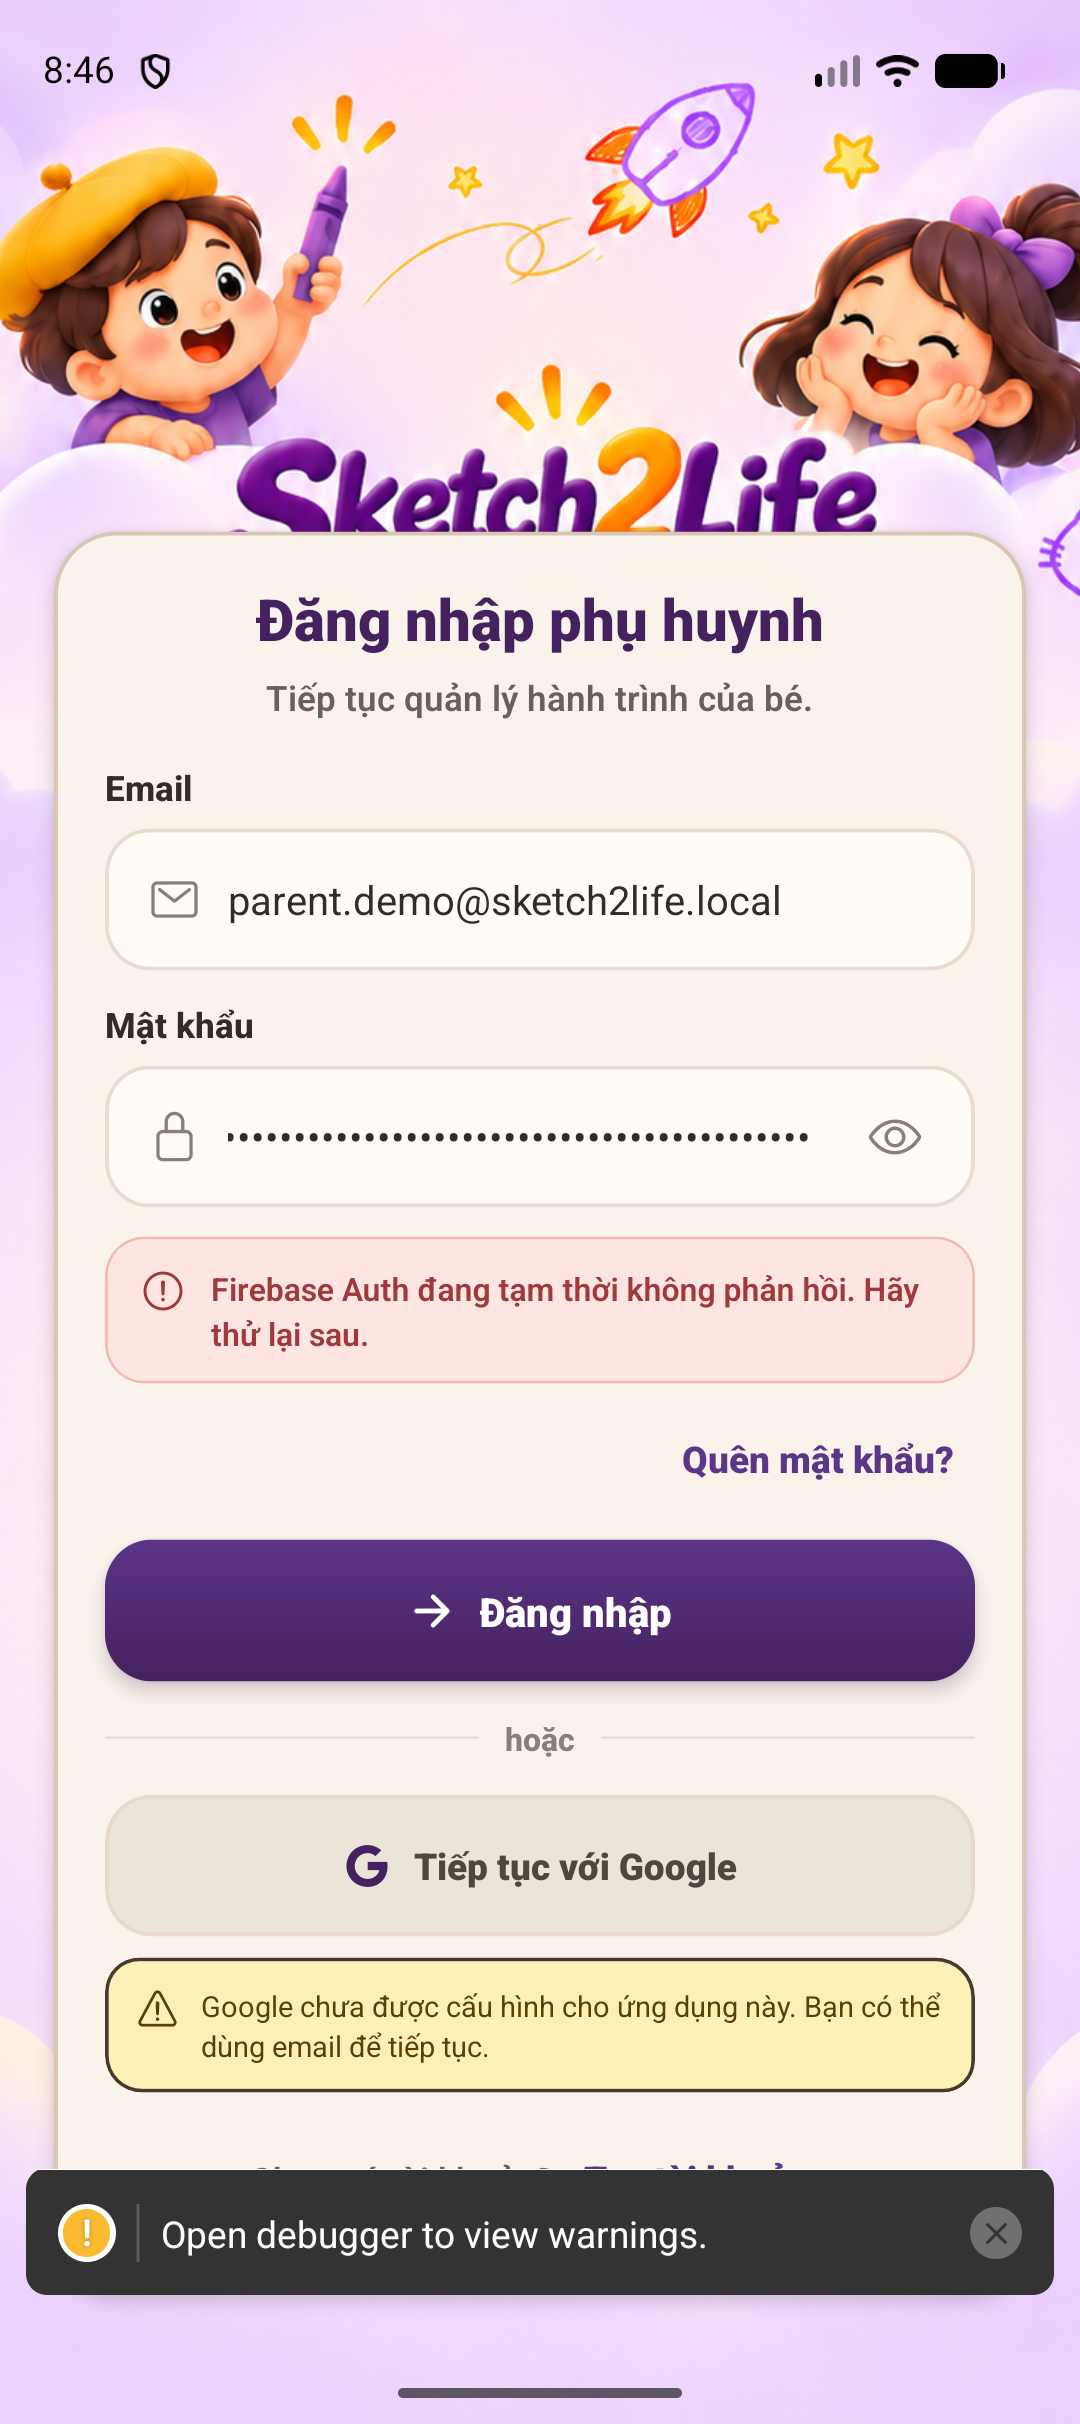 8:46
Sketch2Life
Đăng nhập phụ huynh
Tiếp tục quản lý hành trình của bé.
Email
parent.demo@sketch2life.local
Mật khẩu
Firebase Auth đang tạm thời không phản hồi. Hãy
thử lại sau.
Quên mật khẩu?
Đăng nhập
hoặc
Tiếp tục với Google
Google chưa được cấu hình cho ứng dụng này. Bạn có thể
dùng email để tiếp tục.
Open debugger to view warnings.